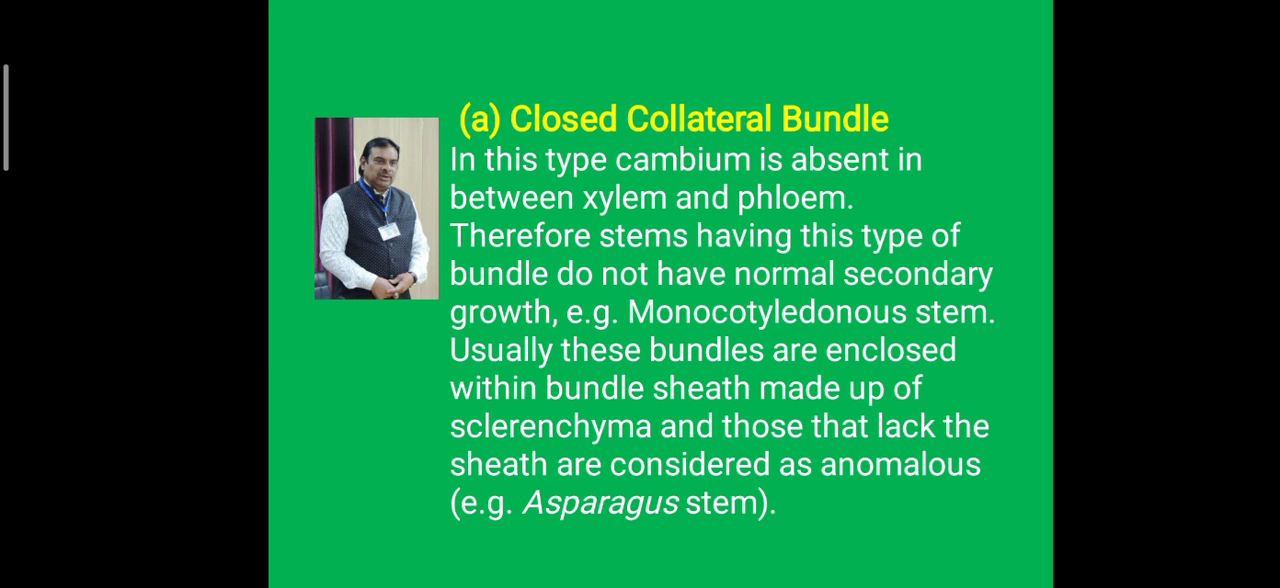 (a) Closed Collateral Bundle
In this type cambium is absent in
between xylem and phloem.
Therefore stems having this type of
bundle do not have normal secondary
growth, e.g. Monocotyledonous stem.
Usually these bundles are enclosed
within bundle sheath made up of
sclerenchyma and those that lack the
sheath are considered as anomalous
(e.g. Asparagus stem).